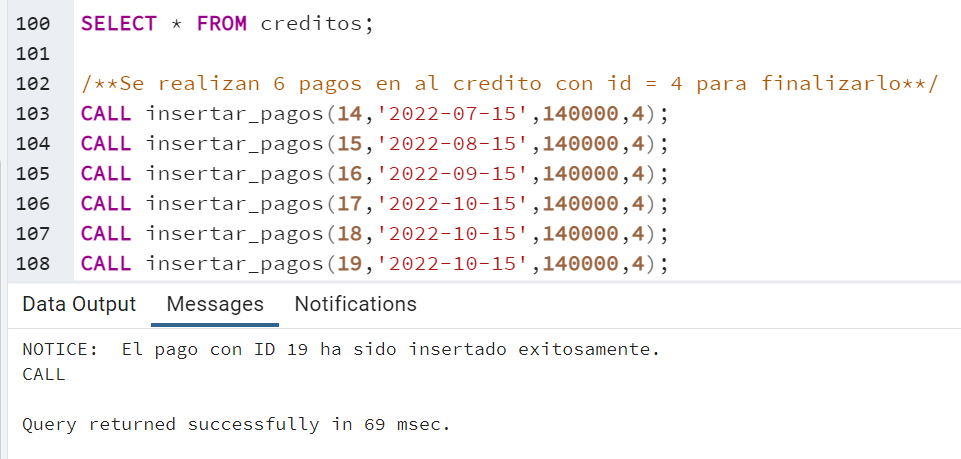 100 SELECT * FROM creditos;
101
102 /**Se realizan 6 pagos en al credito con id = 4 para finalizarlo**/
103 CALL insertar_pagos(14,'2022-07-15',140000,4);
104 CALL insertar_pagos(15,'2022-08-15',140000,4);
105 CALL insertar_pagos(16,'2022-09-15',140000,4);
106 CALL insertar_pagos(17,'2022-10-15',140000,4);
107 CALL insertar_pagos(18,'2022-10-15',140000,4);
108 CALL insertar_pagos(19,'2022-10-15',140000,4);
Data Output Messages Notifications
NOTICE:  El pago con ID 19 ha sido insertado exitosamente.
CALL
Query returned successfully in 69 msec.